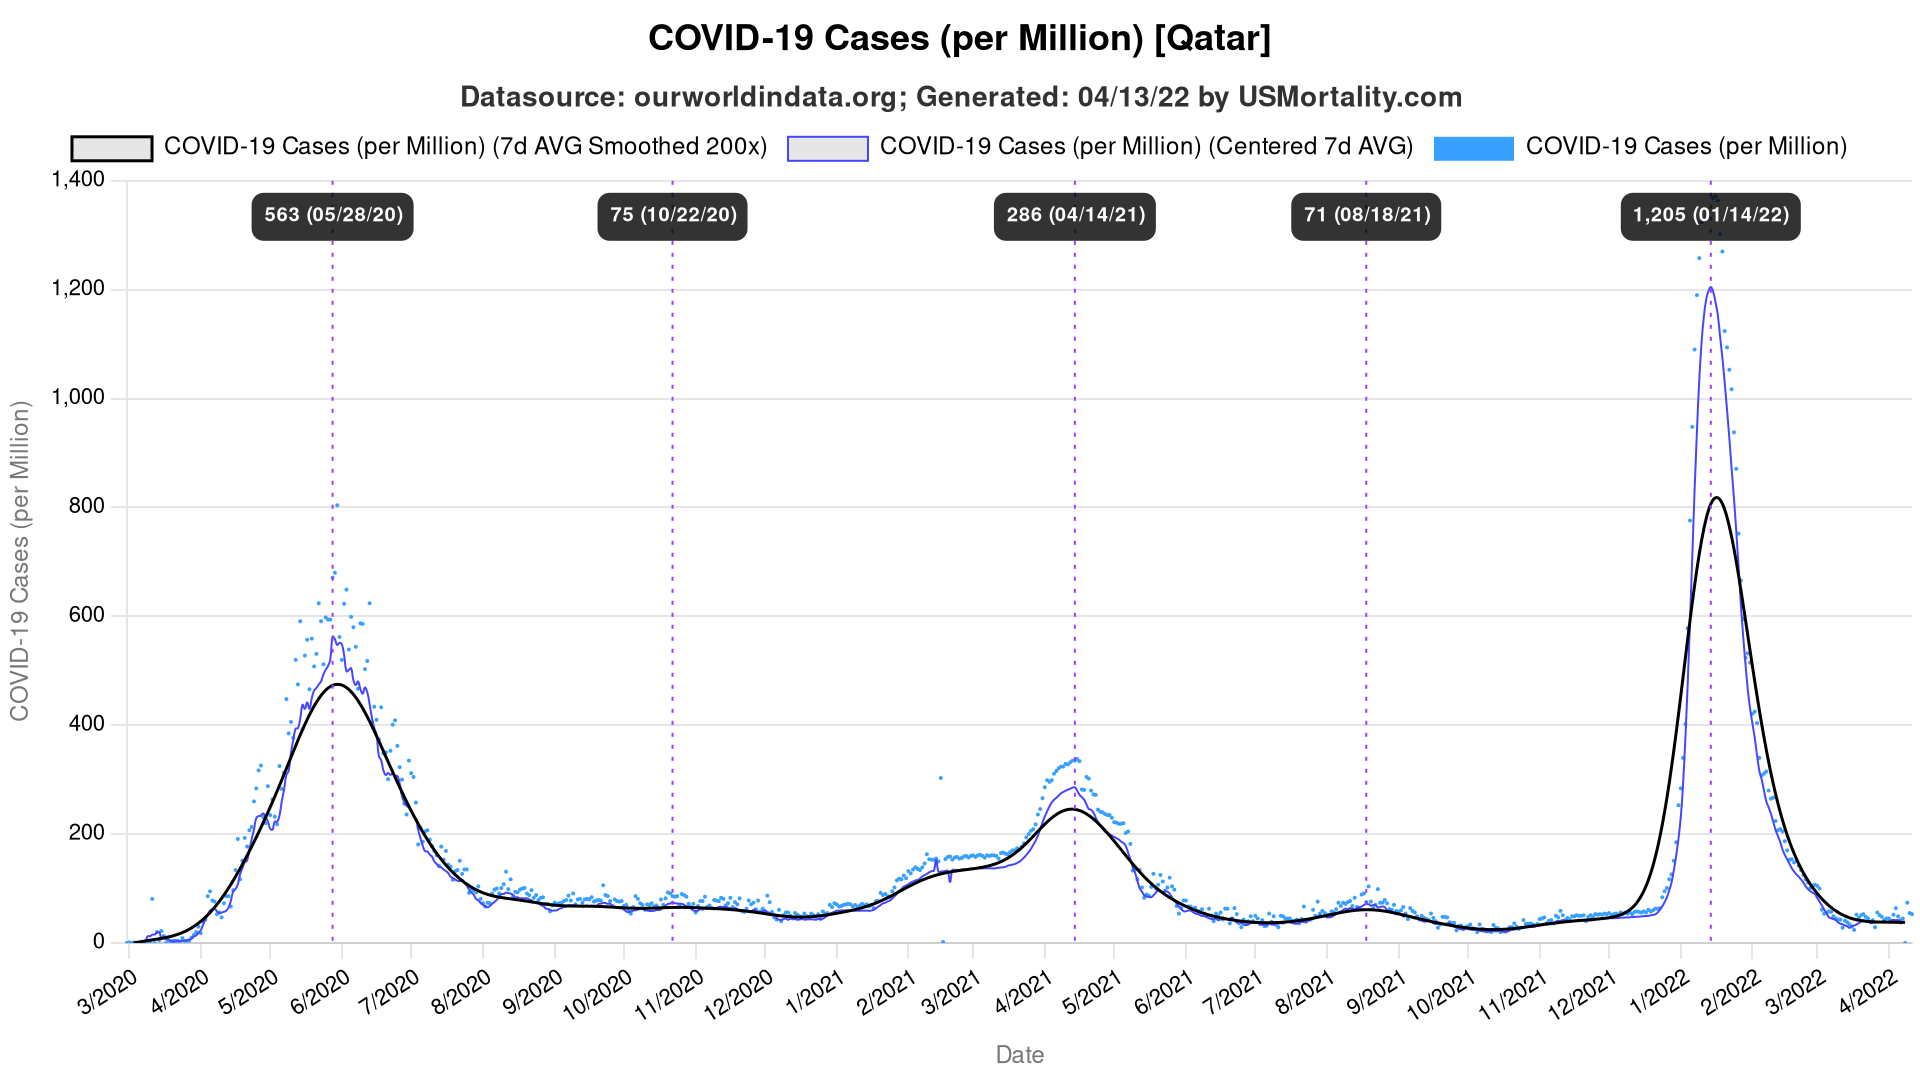 COVID-19 Cases (per Million) [Qatar]
Datasource: ourworldindata.org; Generated: 04/13/22 by USMortality.com
COVID-19 Cases (per Million) (7d AVG Smoothed 200x) COVID-19 Cases (per Million) (Centered 7d AVG) COVID-19 Cases (per Million)
563 (05/28/20) 75 (10/22/20) 286 (04/14/21) 71 (08/18/21) 1,205 (01/14/22)
COVID-19 Cases (per Million)
1,400
1,200
1,000
800
600
400
200
0
3/2020 4/2020 5/2020 6/2020 7/2020 8/2020 9/2020 10/2020 11/2020 12/2020 1/2021 2/2021 3/2021 4/2021 5/2021 6/2021 7/2021 8/2021 9/2021 10/2021 11/2021 12/2021 1/2022 2/2022 3/2022 4/2022
Date